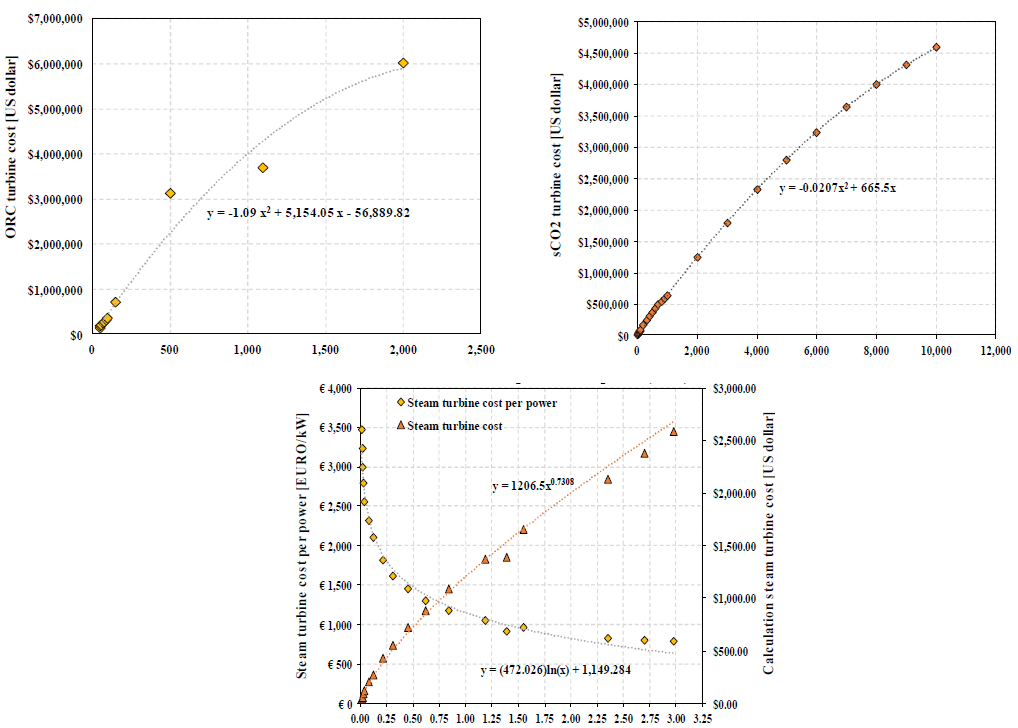 $7,000,000
$6,000,000
$5,000,000
$4,000,000
$3,000,000
$2,000,000
$1,000,000
$0
ORC turbine cost [US dollar]
y = -1.09 x² + 5,154.05 x - 56,889.82
0 500 1,000 1,500 2,000 2,500
$5,000,000
$4,500,000
$4,000,000
$3,500,000
$3,000,000
$2,500,000
$2,000,000
$1,500,000
$1,000,000
$500,000
$0
sCO2 turbine cost [US dollar]
y = -0.0207x² + 665.5x
0 2,000 4,000 6,000 8,000 10,000 12,000
€ 4,000
€ 3,500
€ 3,000
€ 2,500
€ 2,000
€ 1,500
€ 1,000
€ 500
€ 0
Steam turbine cost per power [EURO/kW]
Steam turbine cost per power
Steam turbine cost
y = 1206.5x^0.7308
y = (472.026)ln(x) + 1,149.284
$3,000.00
$2,500.00
$2,000.00
$1,500.00
$1,000.00
$500.00
$0.00
Calculation steam turbine cost [US dollar]
0.00 0.25 0.50 0.75 1.00 1.25 1.50 1.75 2.00 2.25 2.50 2.75 3.00 3.25